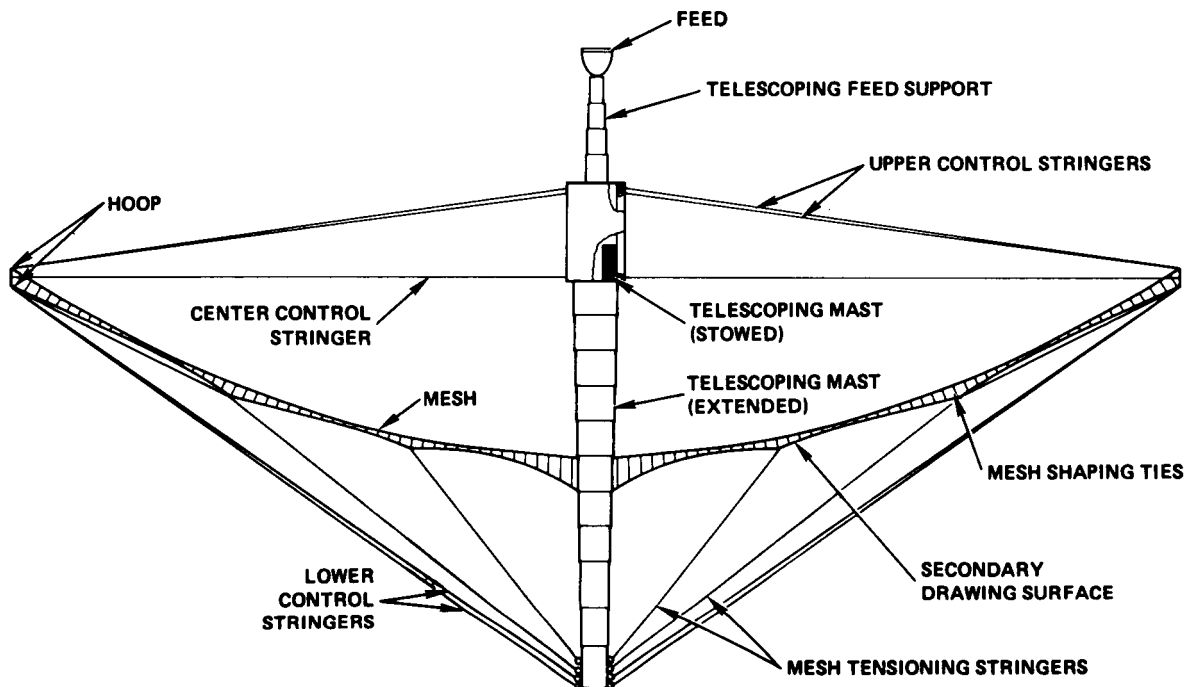 FEED
TELESCOPING FEED SUPPORT
UPPER CONTROL STRINGERS
HOOP
CENTER CONTROL
STRINGER
TELESCOPING MAST
(STOWED)
TELESCOPING MAST
(EXTENDED)
MESH
MESH SHAPING TIES
SECONDARY
DRAWING SURFACE
LOWER
CONTROL
STRINGERS
MESH TENSIONING STRINGERS